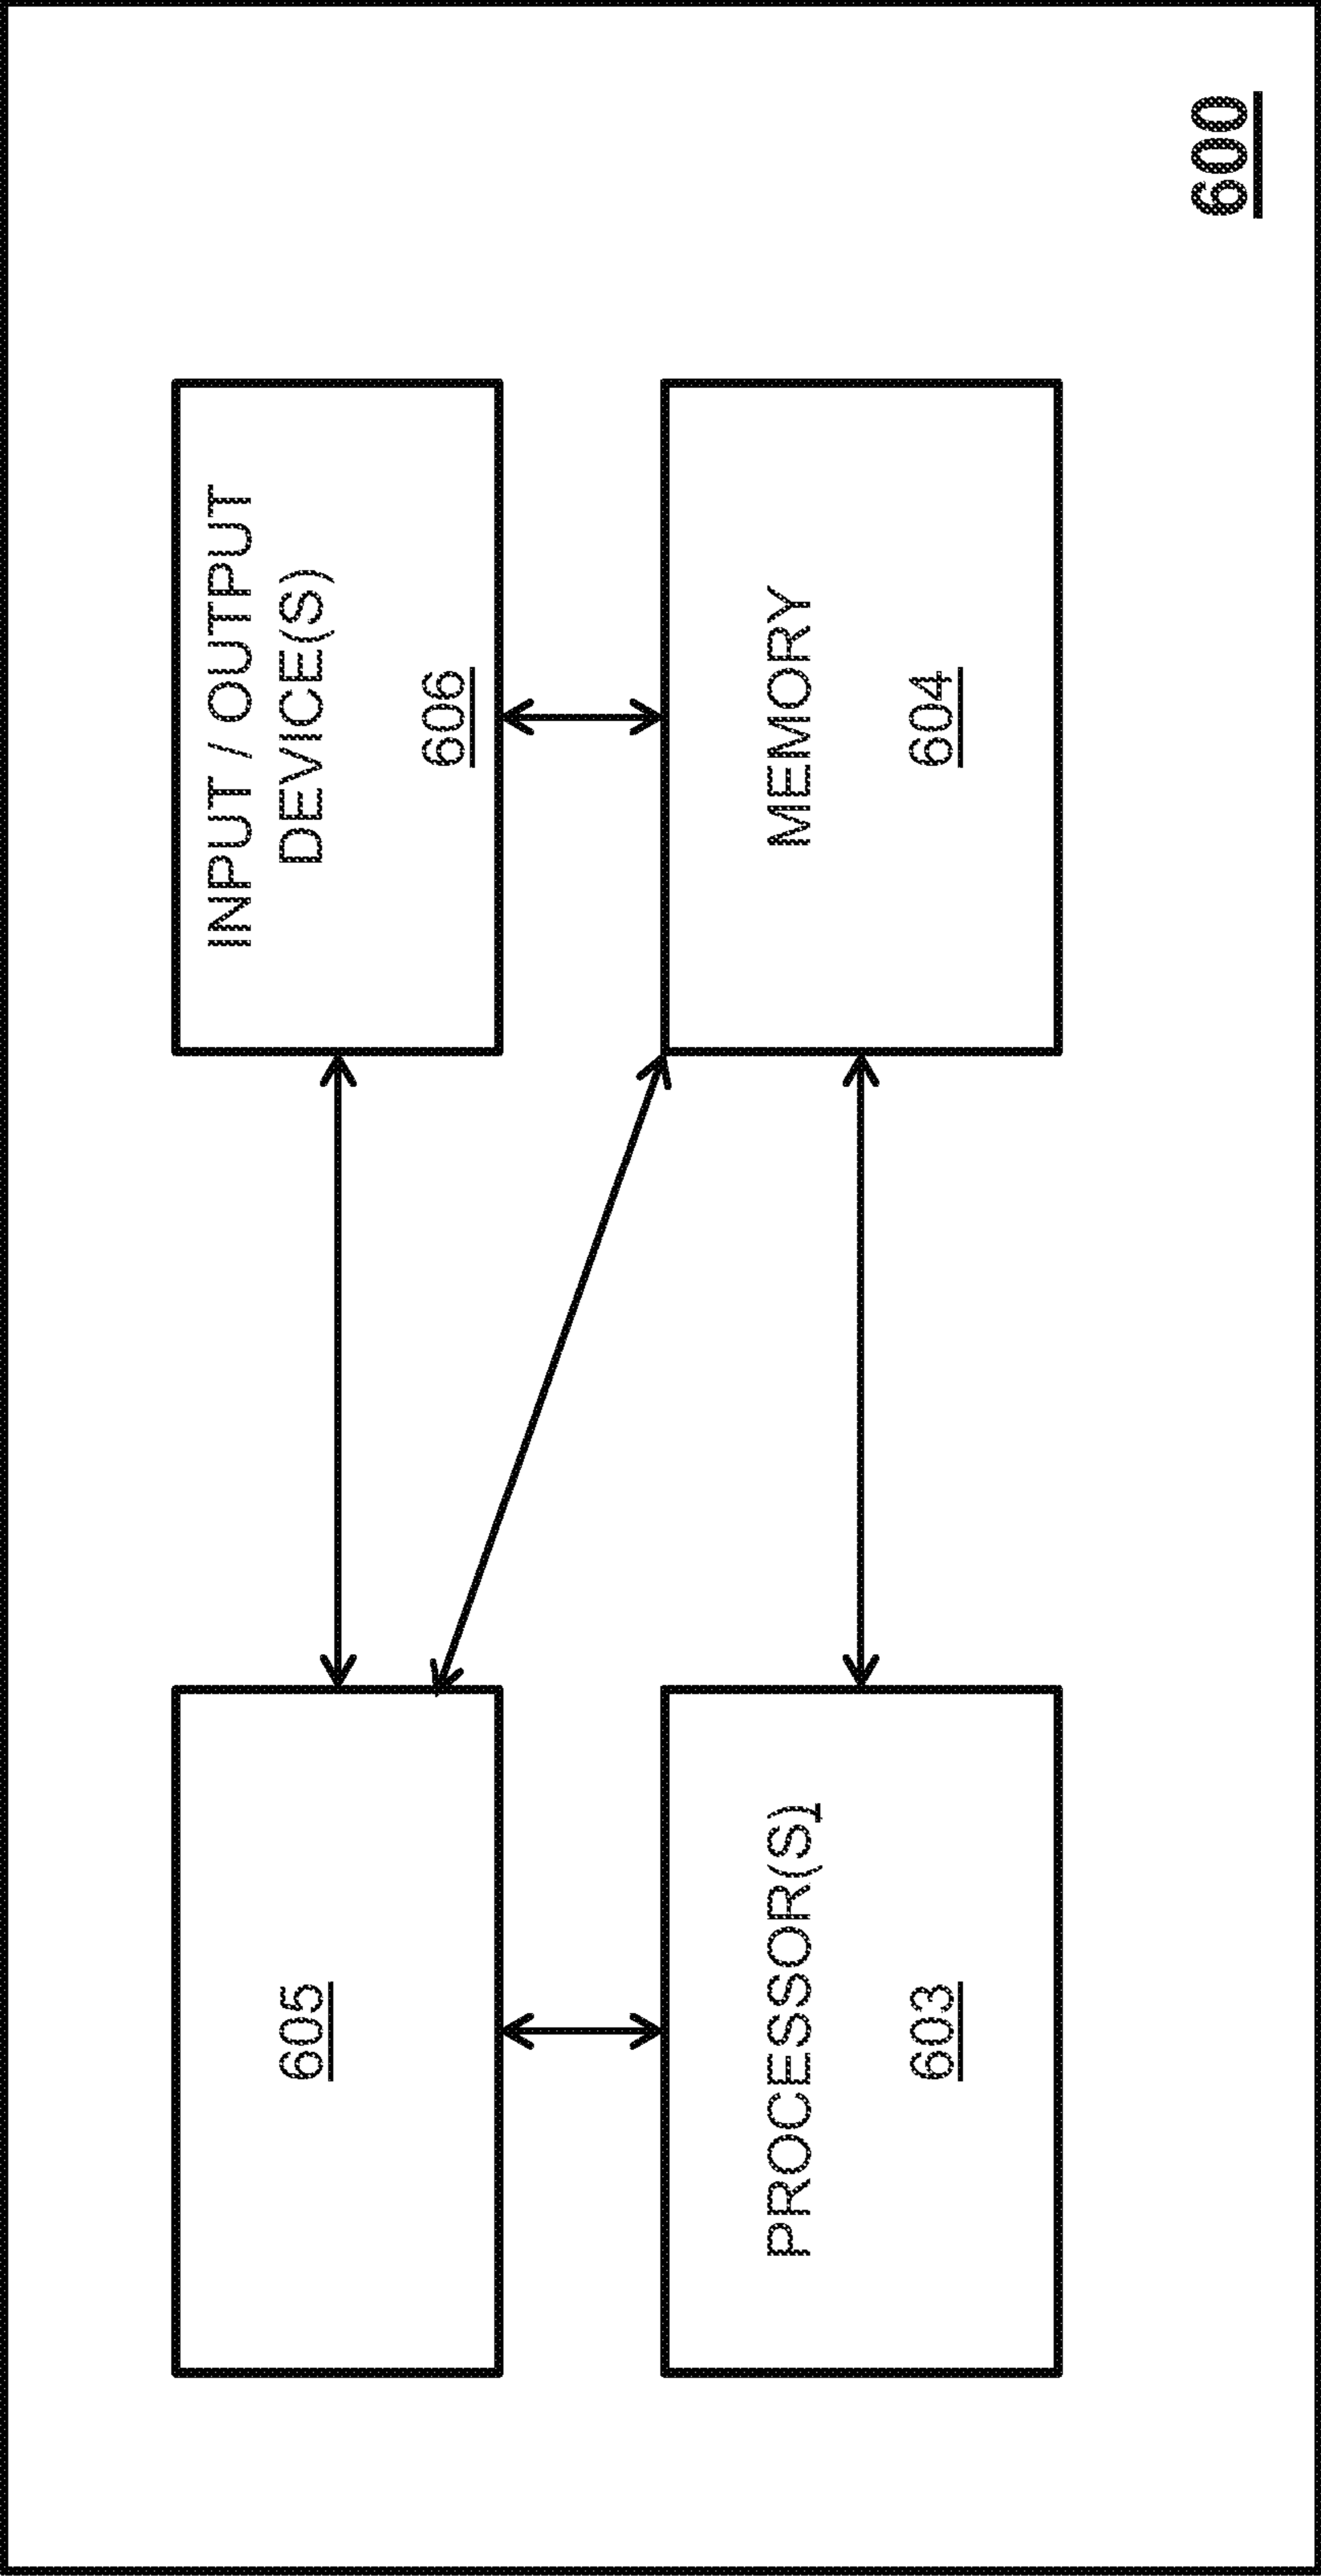 605
INPUT / OUTPUT
DEVICE(S)
606
PROCESSOR(S)
603
MEMORY
604
600